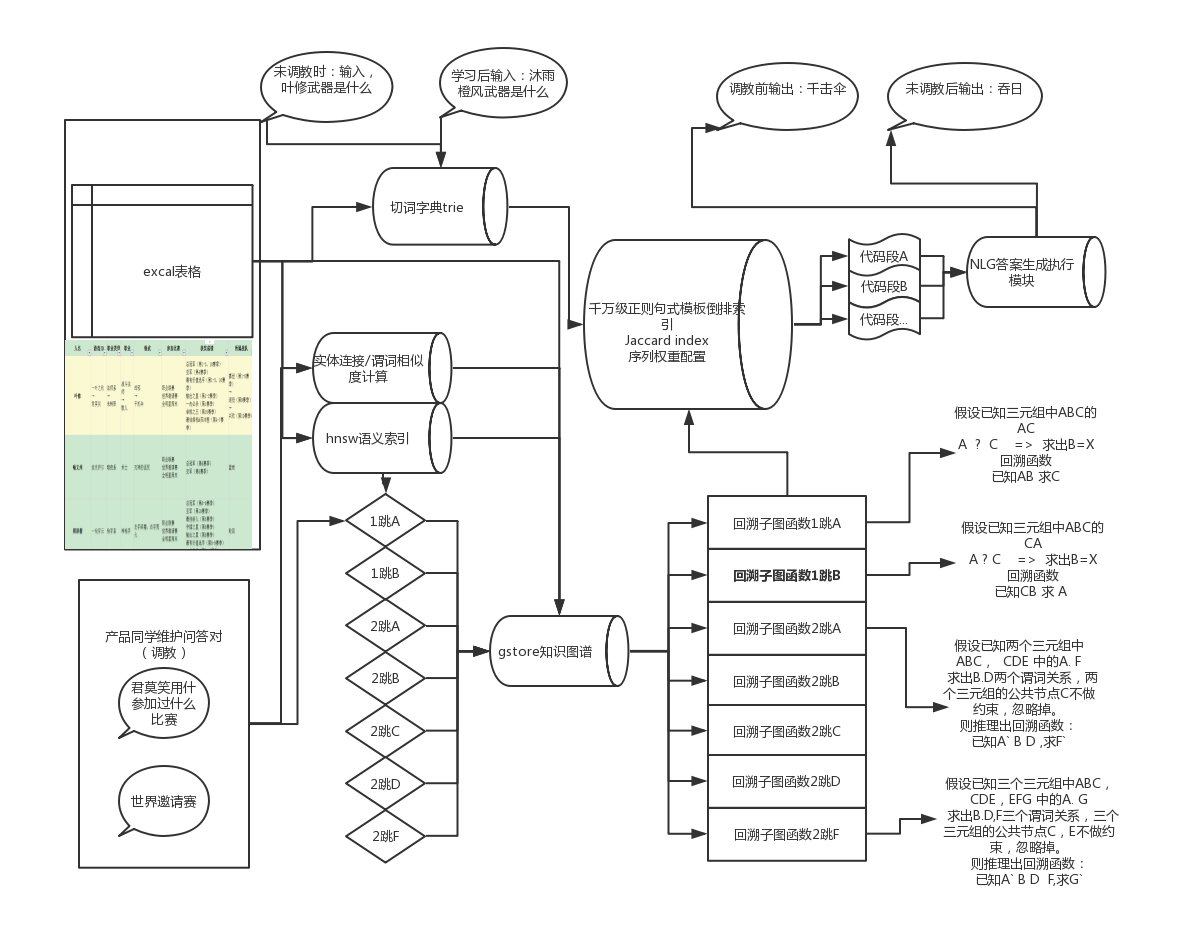 未调教时：输入，
叶修武器是什么
学习后输入：沐雨
橙风武器是什么
调教前输出：千击伞
未调教后输出：吞日
切词字典trie
excal表格
千万级正则句式模板倒排索
引
Jaccard index
序列权重配置
代码段A
代码段B
代码段...
NLG答案生成执行
模块
实体连接/谓词相似
度计算
hnsw语义索引
1跳A
1跳B
2跳A
2跳B
2跳C
2跳D
2跳F
gstore知识图谱
产品同学维护问答对
（调教）
君莫笑用什
参加过什么
比赛
世界邀请赛
回溯子图函数1跳A
回溯子图函数1跳B
回溯子图函数2跳A
回溯子图函数2跳B
回溯子图函数2跳C
回溯子图函数2跳D
回溯子图函数2跳F
假设已知三元组中ABC的
AC
A ？ C => 求出B=X
回溯函数
已知AB 求C
假设已知三元组中ABC的
CA
A ? C => 求出B=X
回溯函数
已知CB 求 A
假设已知两个三元组中
ABC， CDE 中的A. F
求出B.D两个谓词关系，两
个三元组的公共节点C不做
约束，忽略掉。
则推理出回溯函数：
已知A` B D ,求F`
假设已知三个三元组中ABC，
CDE，EFG 中的A. G
求出B.D,F三个谓词关系，三个
三元组的公共节点C，E不做约
束，忽略掉。
则推理出回溯函数：
已知A` B D F,求G`